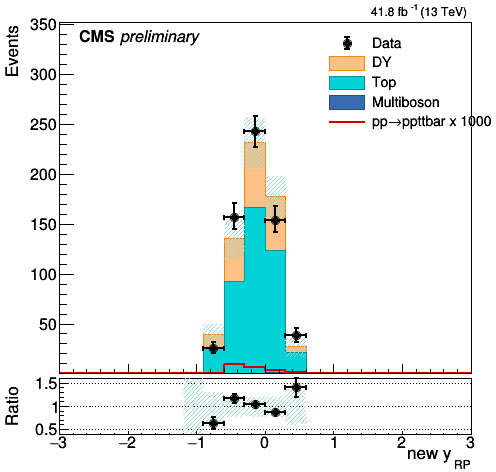 41.8 fb⁻¹ (13 TeV)
CMS preliminary
Events
350
300
250
200
150
100
50
Data
DY
Top
Multiboson
pp→ppttbar x 1000
Ratio
1.5
1
0.5
−3 −2 −1 0 1 2 3
new y_RP